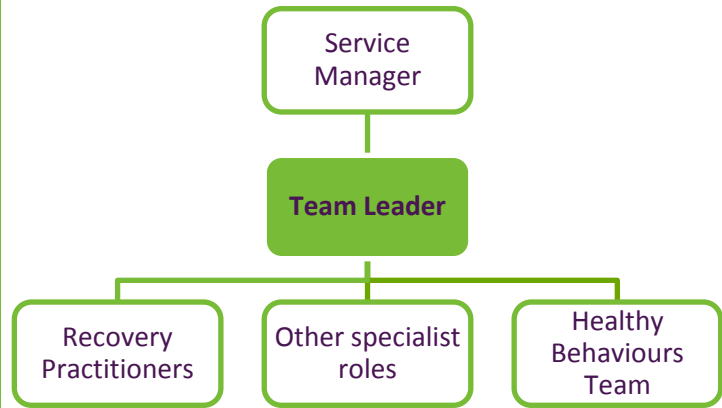 Service
Manager
Team Leader
Recovery
Practitioners
Other specialist
roles
Healthy
Behaviours
Team